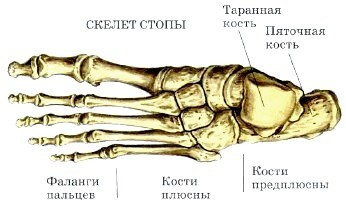 СКЕЛЕТ СТОПЫ
Таранная
кость
Пяточная
кость
Фаланги
пальцев
Кости
плюсны
Кости
предплюсны